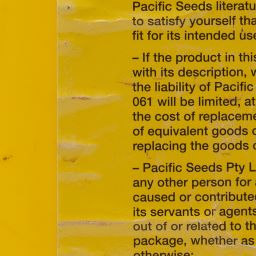 Pacific Seeds literatu
to satisfy yourself tha
fit for its intended use
– If the product in this
with its description, w
the liability of Pacific
061 will be limited, at
the cost of replaceme
of equivalent goods o
replacing the goods o
– Pacific Seeds Pty L
any other person for a
caused or contribute
its servants or agents
out of or related to th
package, whether as
otherwise: